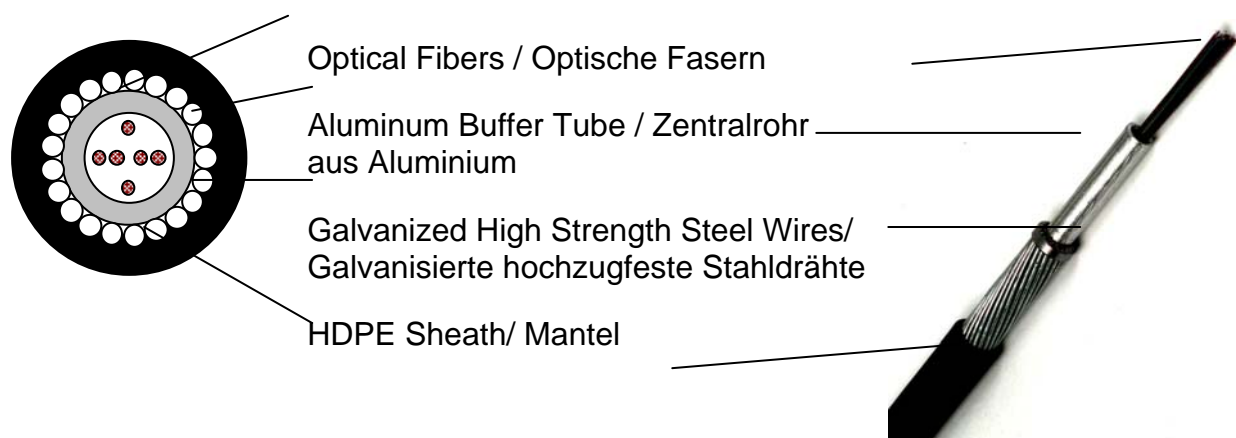 Optical Fibers / Optische Fasern
Aluminum Buffer Tube / Zentralrohr
aus Aluminium
Galvanized High Strength Steel Wires/
Galvanisierte hochzugfeste Stahldrähte
HDPE Sheath/ Mantel